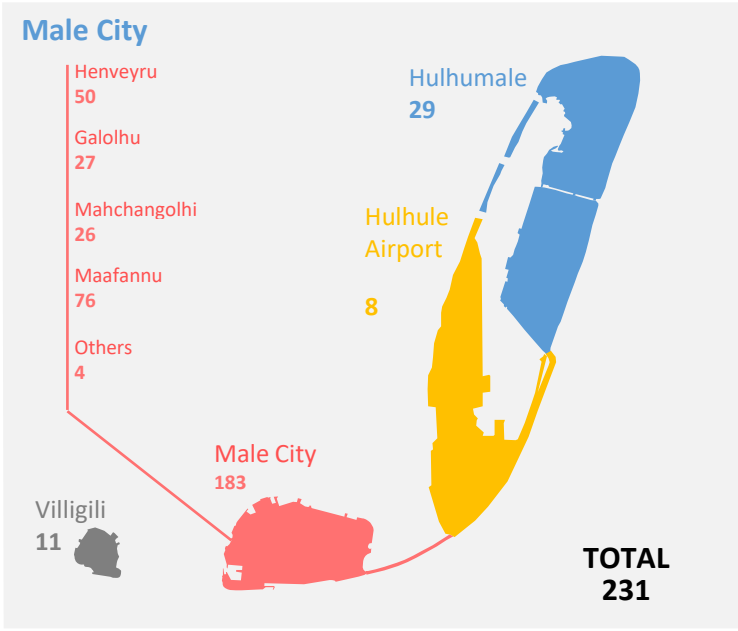 Male City
Henveyru
50
Galolhu
27
Mahchangolhi
26
Maafannu
76
Others
4
Hulhumale
29
Hulhule
Airport
8
Male City
183
Villigili
11
TOTAL
231